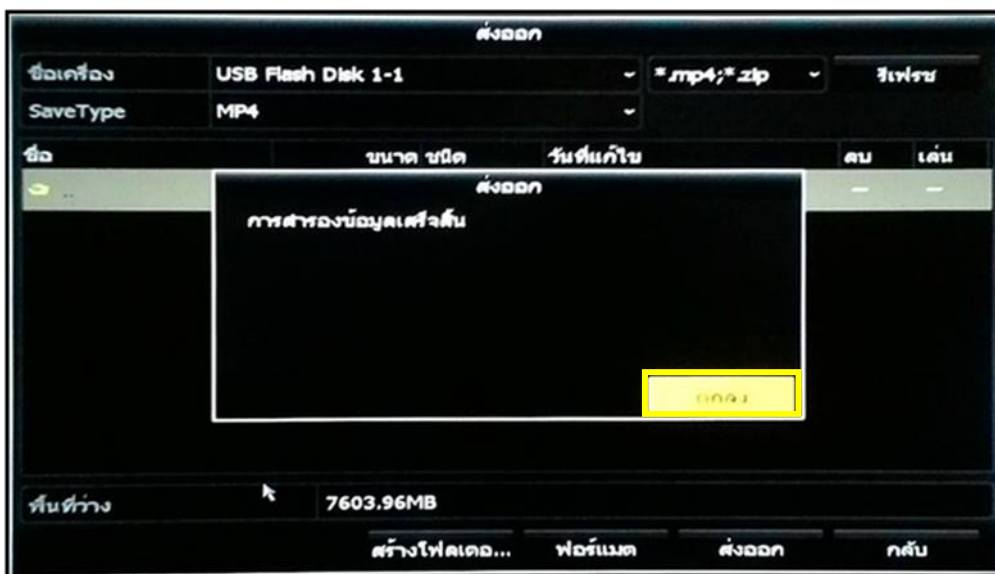 ส่งออก
ชื่อเครื่อง USB Flash Disk 1-1 *.mp4;*.zip รีเฟรช
SaveType MP4
ชื่อ ขนาด ชนิด วันที่แก้ไข ลบ เล่น
..
ส่งออก
การสำรองข้อมูลเสร็จสิ้น
ตกลง
พื้นที่ว่าง 7603.96MB
สร้างโฟลเดอ... ฟอร์แมต ส่งออก กลับ